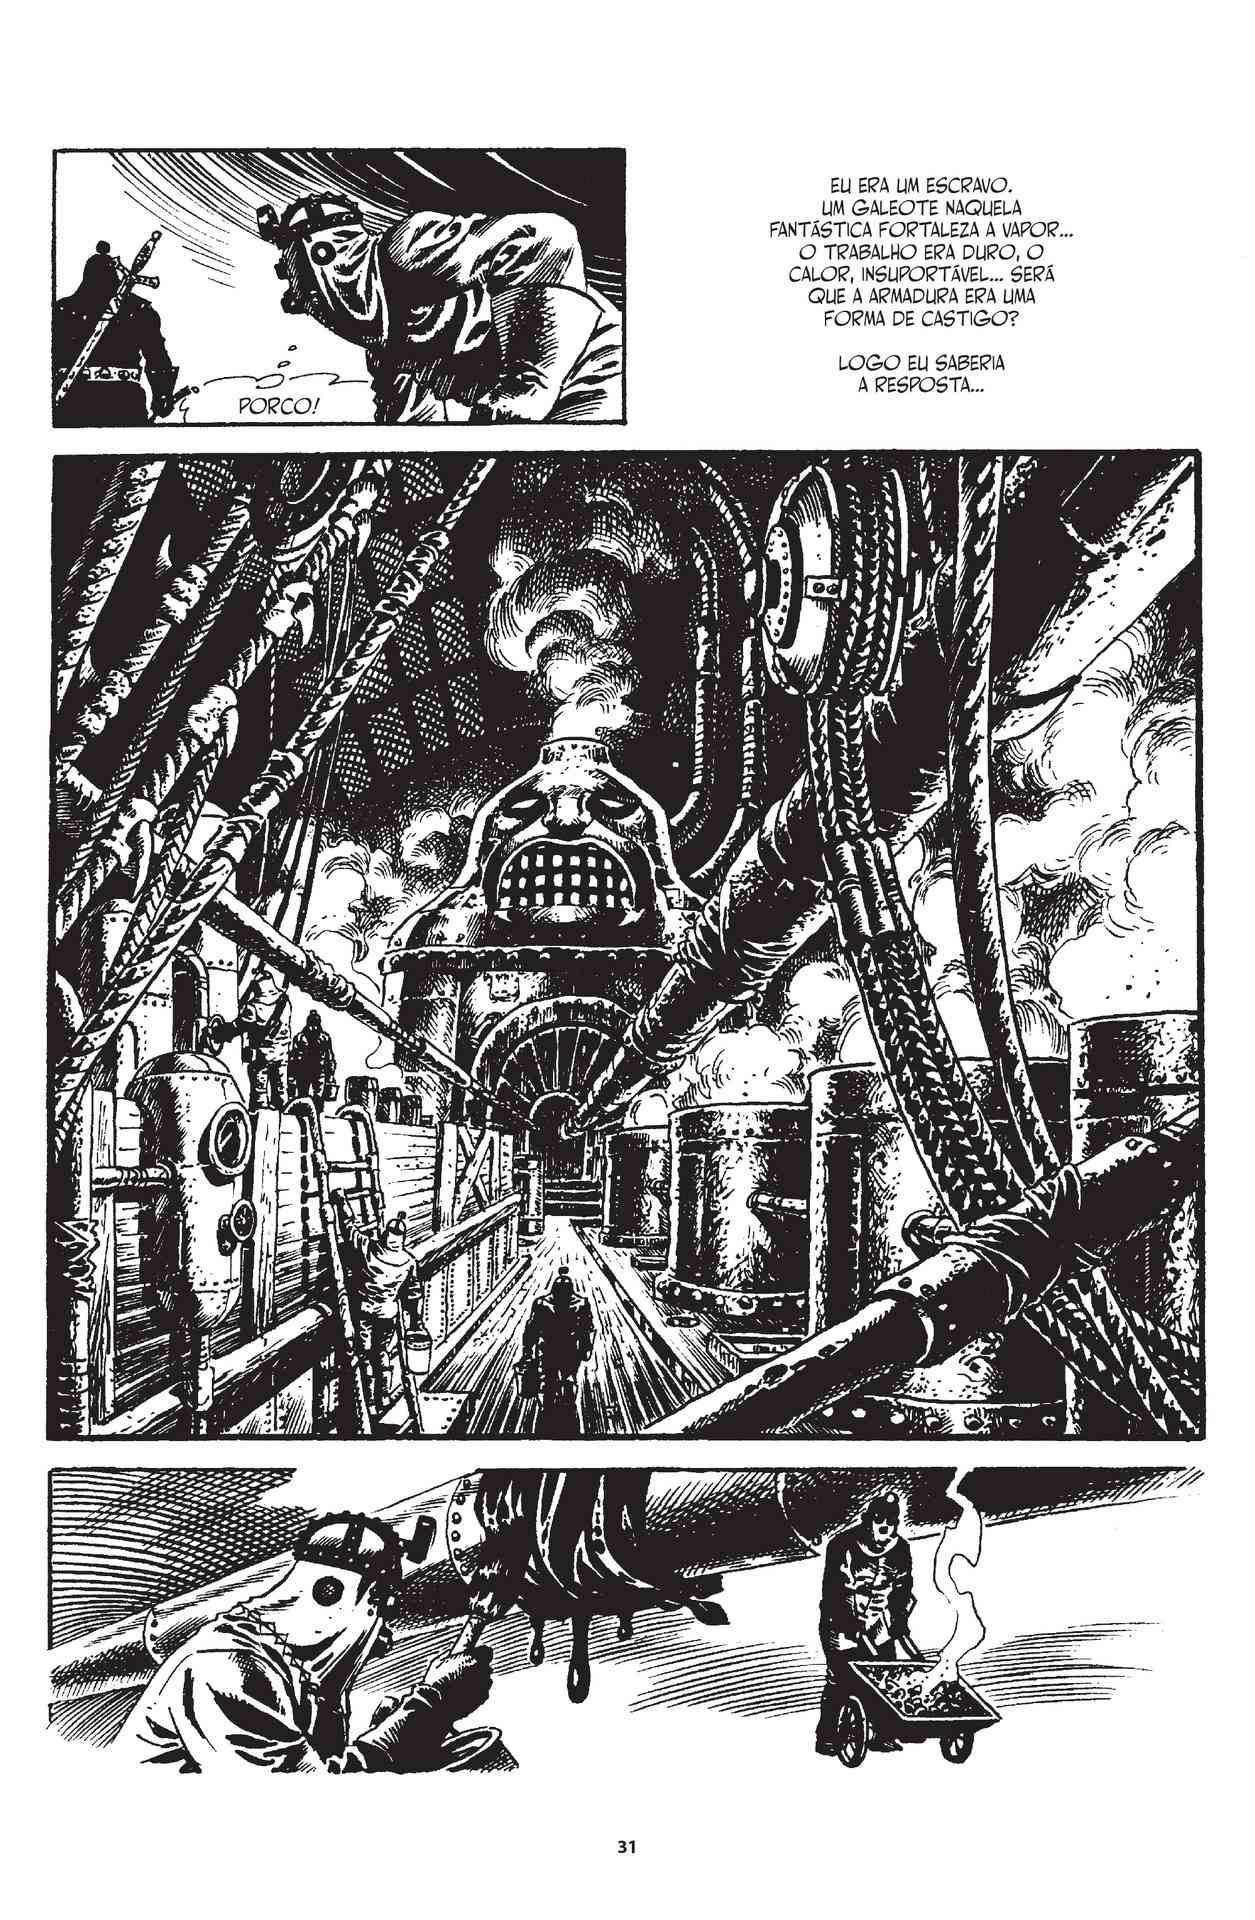 PORCO!
EU ERA UM ESCRAVO.
UM GALEOTE NAQUELA
FANTÁSTICA FORTALEZA A VAPOR...
O TRABALHO ERA DURO, O
CALOR, INSUPORTÁVEL... SERÁ
QUE A ARMADURA ERA UMA
FORMA DE CASTIGO?
LOGO EU SABERIA
A RESPOSTA...
31